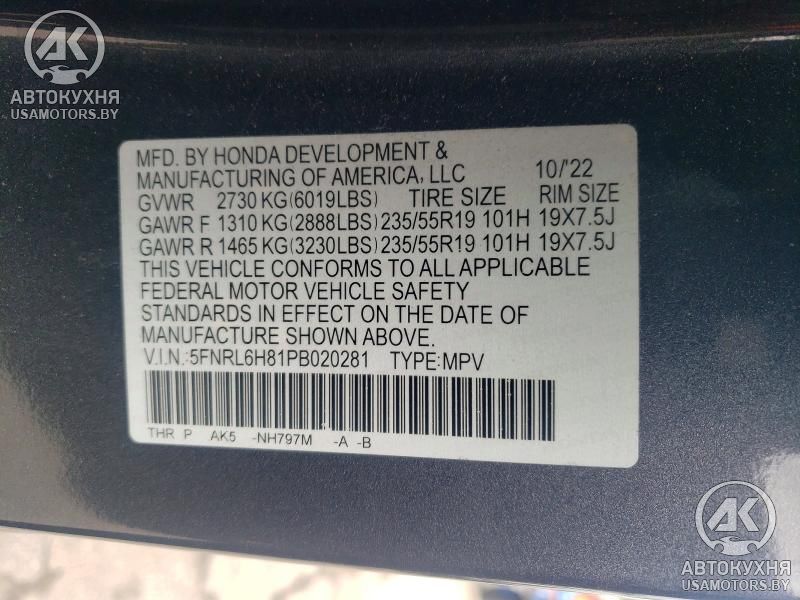 AK
АВТОКУХНЯ
USAMOTORS.BY
MFD. BY HONDA DEVELOPMENT &
MANUFACTURING OF AMERICA, LLC 10/'22
GVWR 2730 KG (6019LBS) TIRE SIZE RIM SIZE
GAWR F 1310 KG (2888LBS) 235/55R19 101H 19X7.5J
GAWR R 1465 KG (3230LBS) 235/55R19 101H 19X7.5J
THIS VEHICLE CONFORMS TO ALL APPLICABLE
FEDERAL MOTOR VEHICLE SAFETY
STANDARDS IN EFFECT ON THE DATE OF
MANUFACTURE SHOWN ABOVE.
V.I.N.: 5FNRL6H81PB020281 TYPE: MPV
THR P AK5 -NH797M -A -B
AK
АВТОКУХНЯ
USAMOTORS.BY